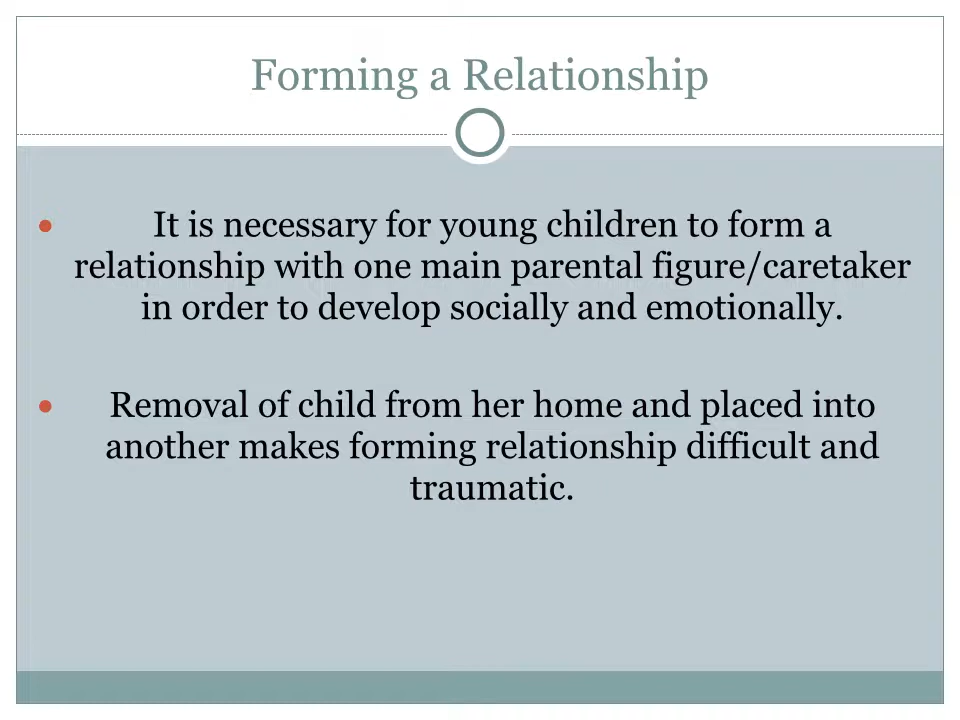 Forming a Relationship
• It is necessary for young children to form a
relationship with one main parental figure/caretaker
in order to develop socially and emotionally.
• Removal of child from her home and placed into
another makes forming relationship difficult and
traumatic.